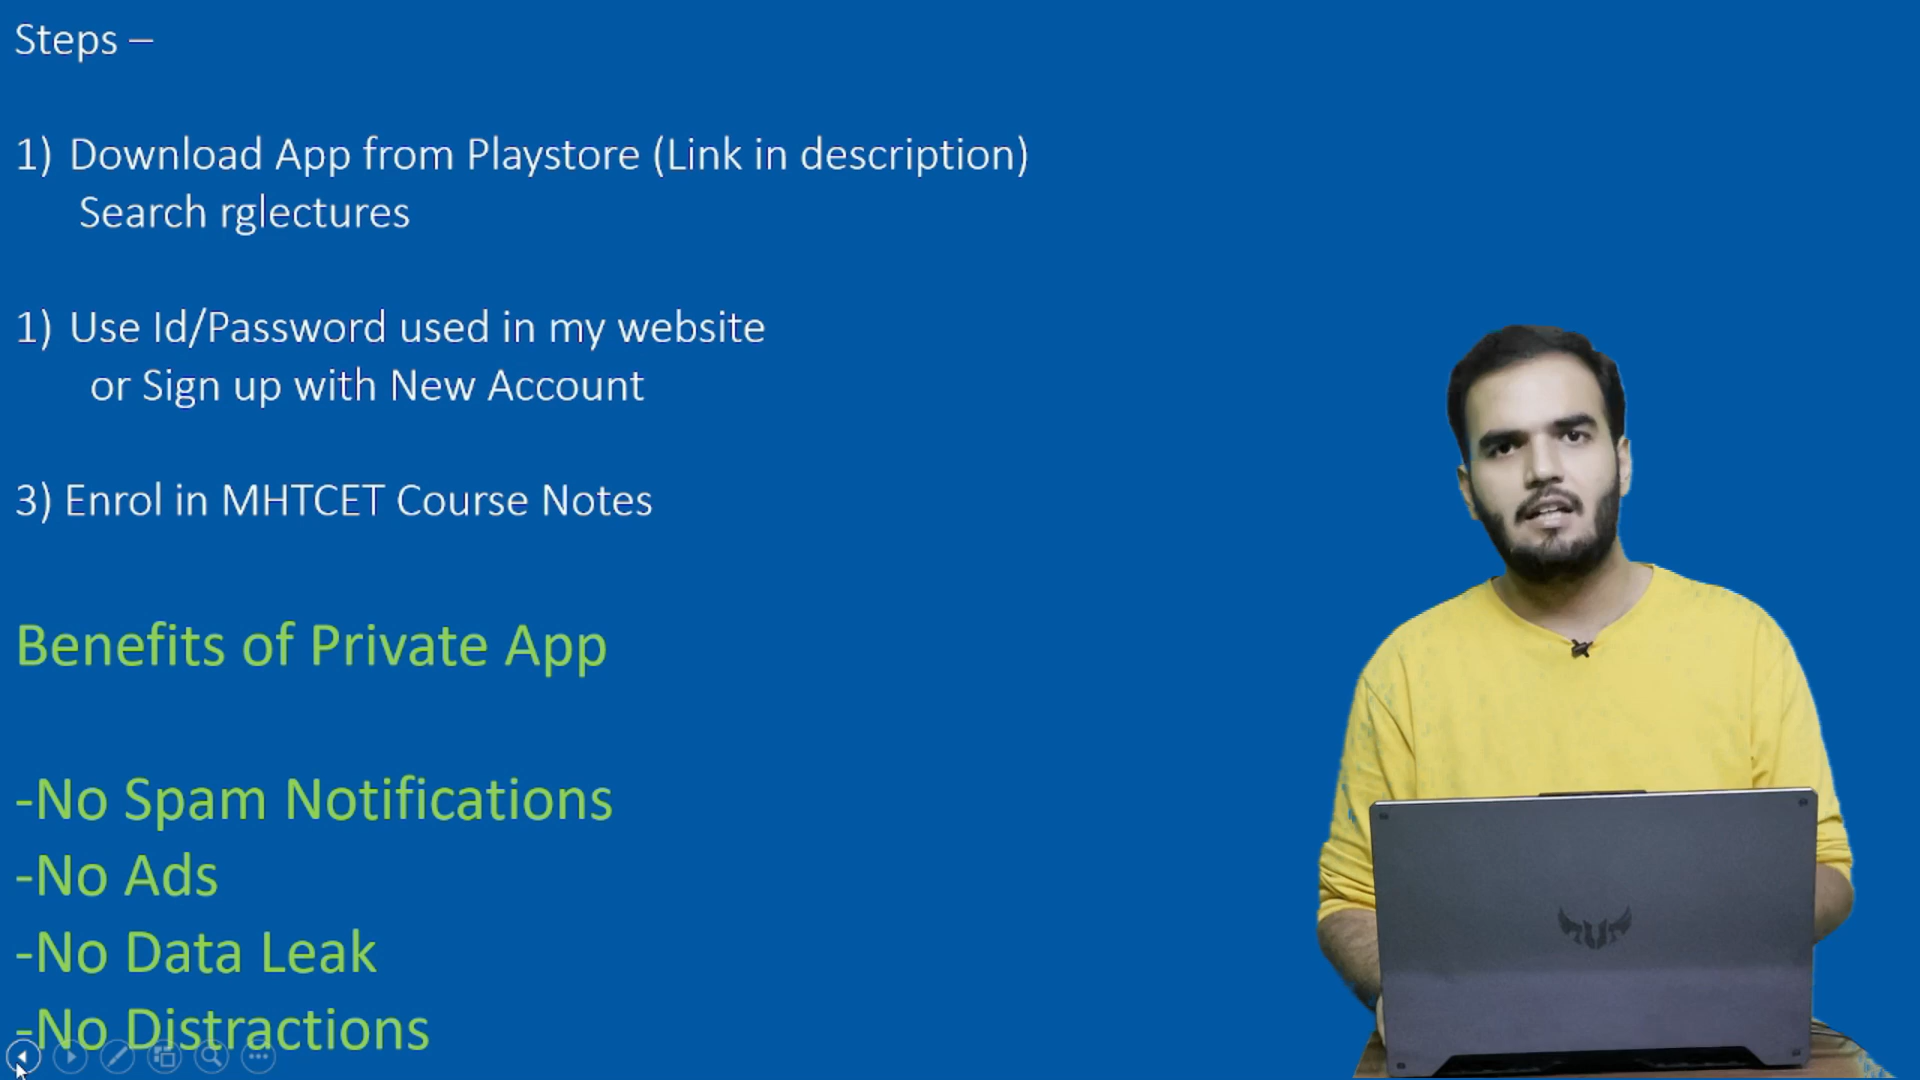 Steps –
1) Download App from Playstore (Link in description)
Search rglectures
1) Use Id/Password used in my website
or Sign up with New Account
3) Enrol in MHTCET Course Notes
Benefits of Private App
-No Spam Notifications
-No Ads
-No Data Leak
-No Distractions